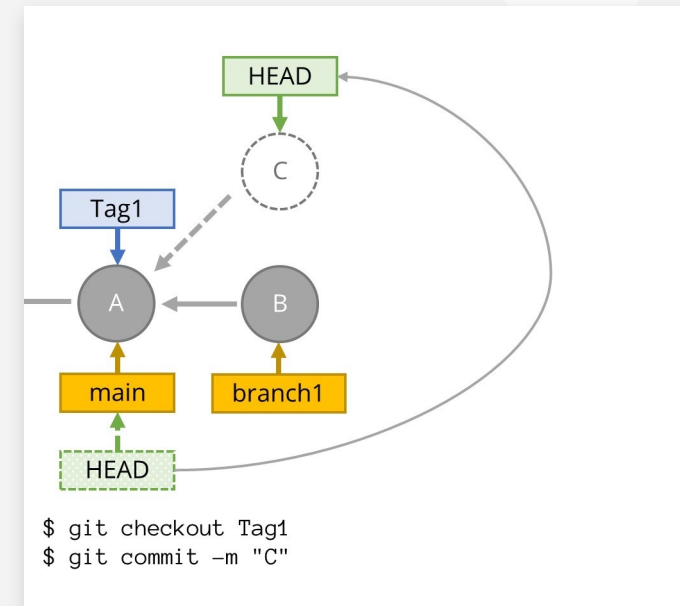 HEAD
C
Tag1
A
B
main
branch1
HEAD
$ git checkout Tag1
$ git commit –m "C"